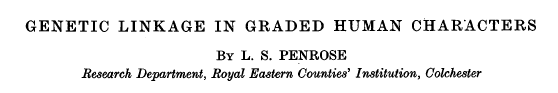 GENETIC LINKAGE IN GRADED HUMAN CHARACTERS
BY L. S. PENROSE
Research Department, Royal Eastern Counties' Institution, Colchester